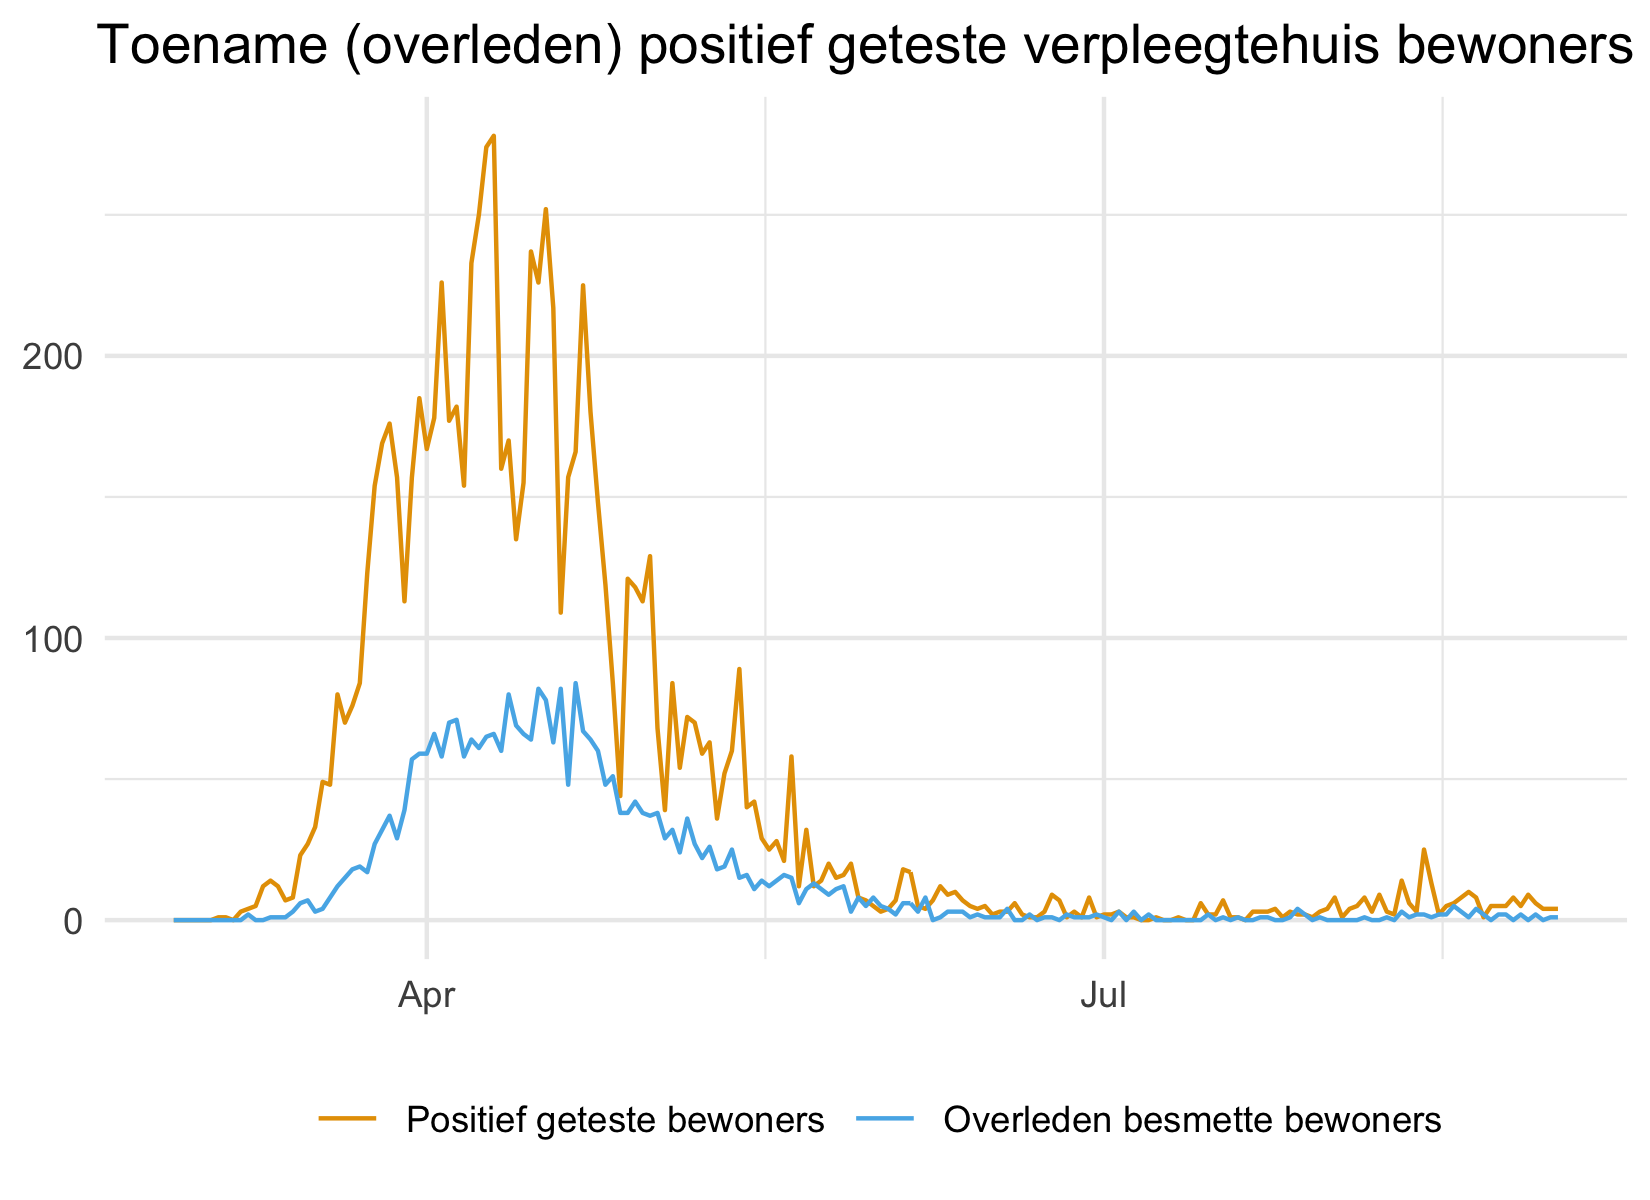 Toename (overleden) positief geteste verpleegtehuis bewoners
200
100
0
Apr
Jul
Positief geteste bewoners
Overleden besmette bewoners